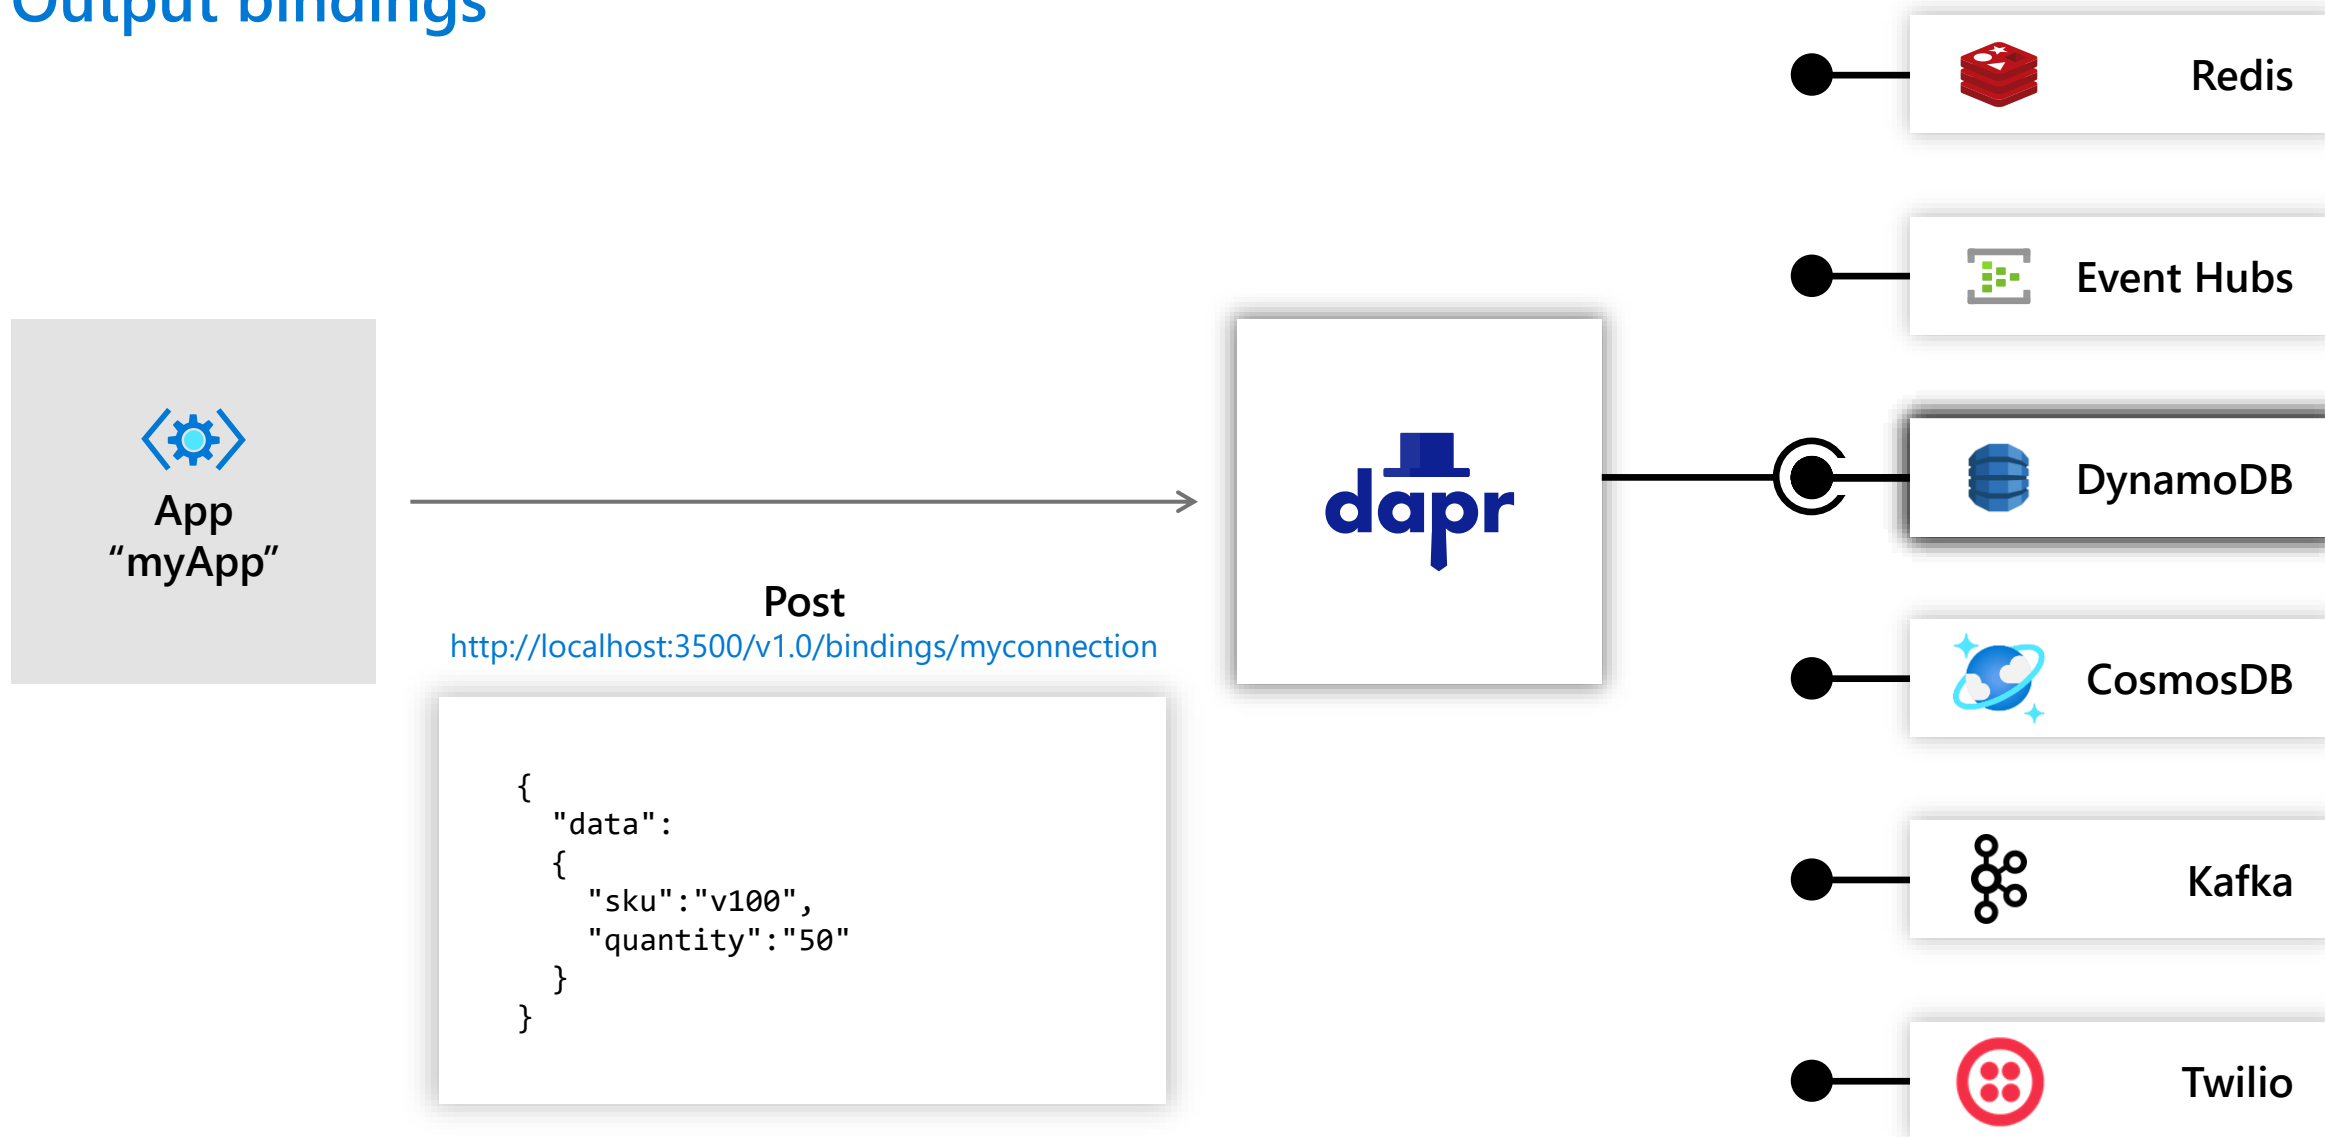 Output bindings
App
“myApp”
Post
http://localhost:3500/v1.0/bindings/myconnection
{
"data":
{
"sku":"v100",
"quantity":"50"
}
}
dapr
Redis
Event Hubs
DynamoDB
CosmosDB
Kafka
Twilio